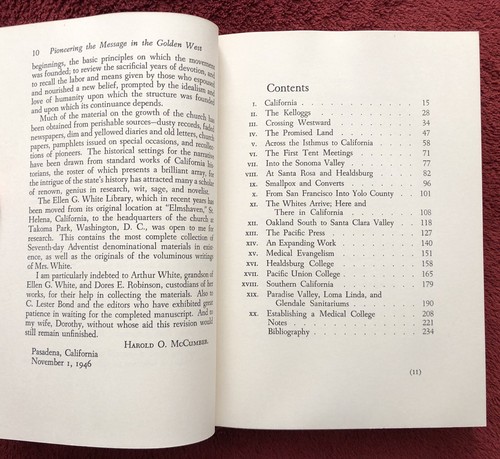 10 Pioneering the Message in the Golden West
beginnings, the basic principles on which the movement
was founded; to review the sacrificial years of devotion, and
to recall the labor and means given by those who espoused
and nourished a new belief, prompted by the idealism and
love of humanity upon which the structure was founded
and upon which its continuance depends.
Much of the material on the growth of the church has
been obtained from perishable sources—dusty records, faded
newspapers, dim and yellowed diaries and old letters, church
papers, pamphlets issued on special occasions, and recollec-
tions of pioneers. The historical settings for the narrative
have been drawn from standard works of California his-
torians, the roster of which presents a brilliant array, for
the intrigue of the state's history has attracted many a scholar
of renown, genius in research, wit, sage, and novelist.
The Ellen G. White Library, which in recent years has
been moved from its original location at "Elmshaven," St.
Helena, California, to the headquarters of the church at
Takoma Park, Washington, D. C., was open to me for
research. This contains the most complete collection of
Seventh-day Adventist denominational materials in exist-
ence, as well as the originals of the voluminous writings
of Mrs. White.
I am particularly indebted to Arthur White, grandson of
Ellen G. White, and Dores E. Robinson, custodians of her
works, for their help in collecting the materials. Also to
C. Lester Bond and the editors who have exhibited great
patience in waiting for the completed manuscript. And to
my wife, Dorothy, without whose aid this revision would
still remain unfinished.
HAROLD O. MCCUMBER.
Pasadena, California
November 1, 1946
Contents
I. California 15
II. The Kelloggs 28
III. Crossing Westward 34
IV. The Promised Land 47
V. Across the Isthmus to California 58
VI. The First Tent Meetings 71
VII. Into the Sonoma Valley 77
VIII. At Santa Rosa and Healdsburg 82
IX. Smallpox and Converts 96
X. From San Francisco Into Yolo County 101
XI. The Whites Arrive; Here and
There in California 108
XII. Oakland South to Santa Clara Valley 118
XIII. The Pacific Press 127
XIV. An Expanding Work 140
XV. Medical Evangelism 151
XVI. Healdsburg College 158
XVII. Pacific Union College 165
XVIII. Southern California 179
XIX. Paradise Valley, Loma Linda, and
Glendale Sanitariums 190
XX. Establishing a Medical College 208
Notes 221
Bibliography 234
(11)